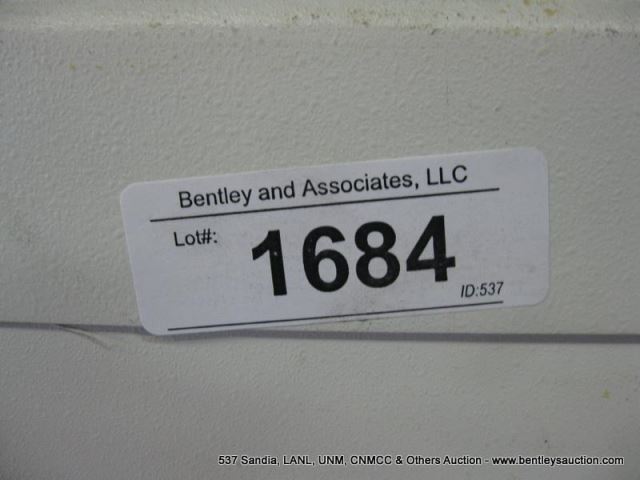 Bentley and Associates, LLC
Lot#:
1684
ID:537
537 Sandia, LANL, UNM, CNMCC & Others Auction - www.bentleysauction.com